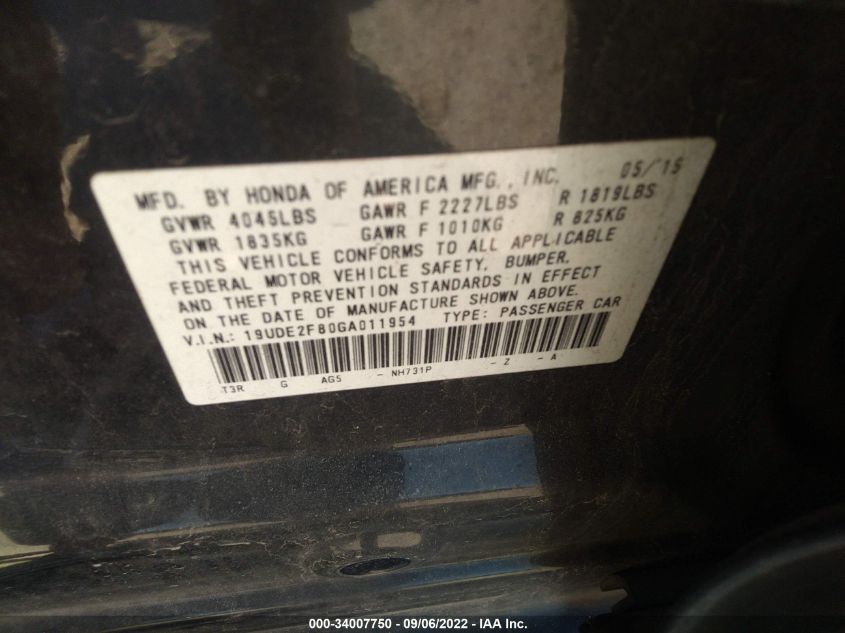 MFD. BY HONDA OF AMERICA MFG., INC. 05/'15
GVWR 4045LBS GAWR F 2227LBS R 1819LBS
GVWR 1835KG GAWR F 1010KG R 825KG
THIS VEHICLE CONFORMS TO ALL APPLICABLE
FEDERAL MOTOR VEHICLE SAFETY, BUMPER,
AND THEFT PREVENTION STANDARDS IN EFFECT
ON THE DATE OF MANUFACTURE SHOWN ABOVE.
V.I.N.: 19UDE2F80GA011954 TYPE: PASSENGER CAR
T3R G AG5 - NH731P - Z - A
000-34007750 - 09/06/2022 - IAA Inc.